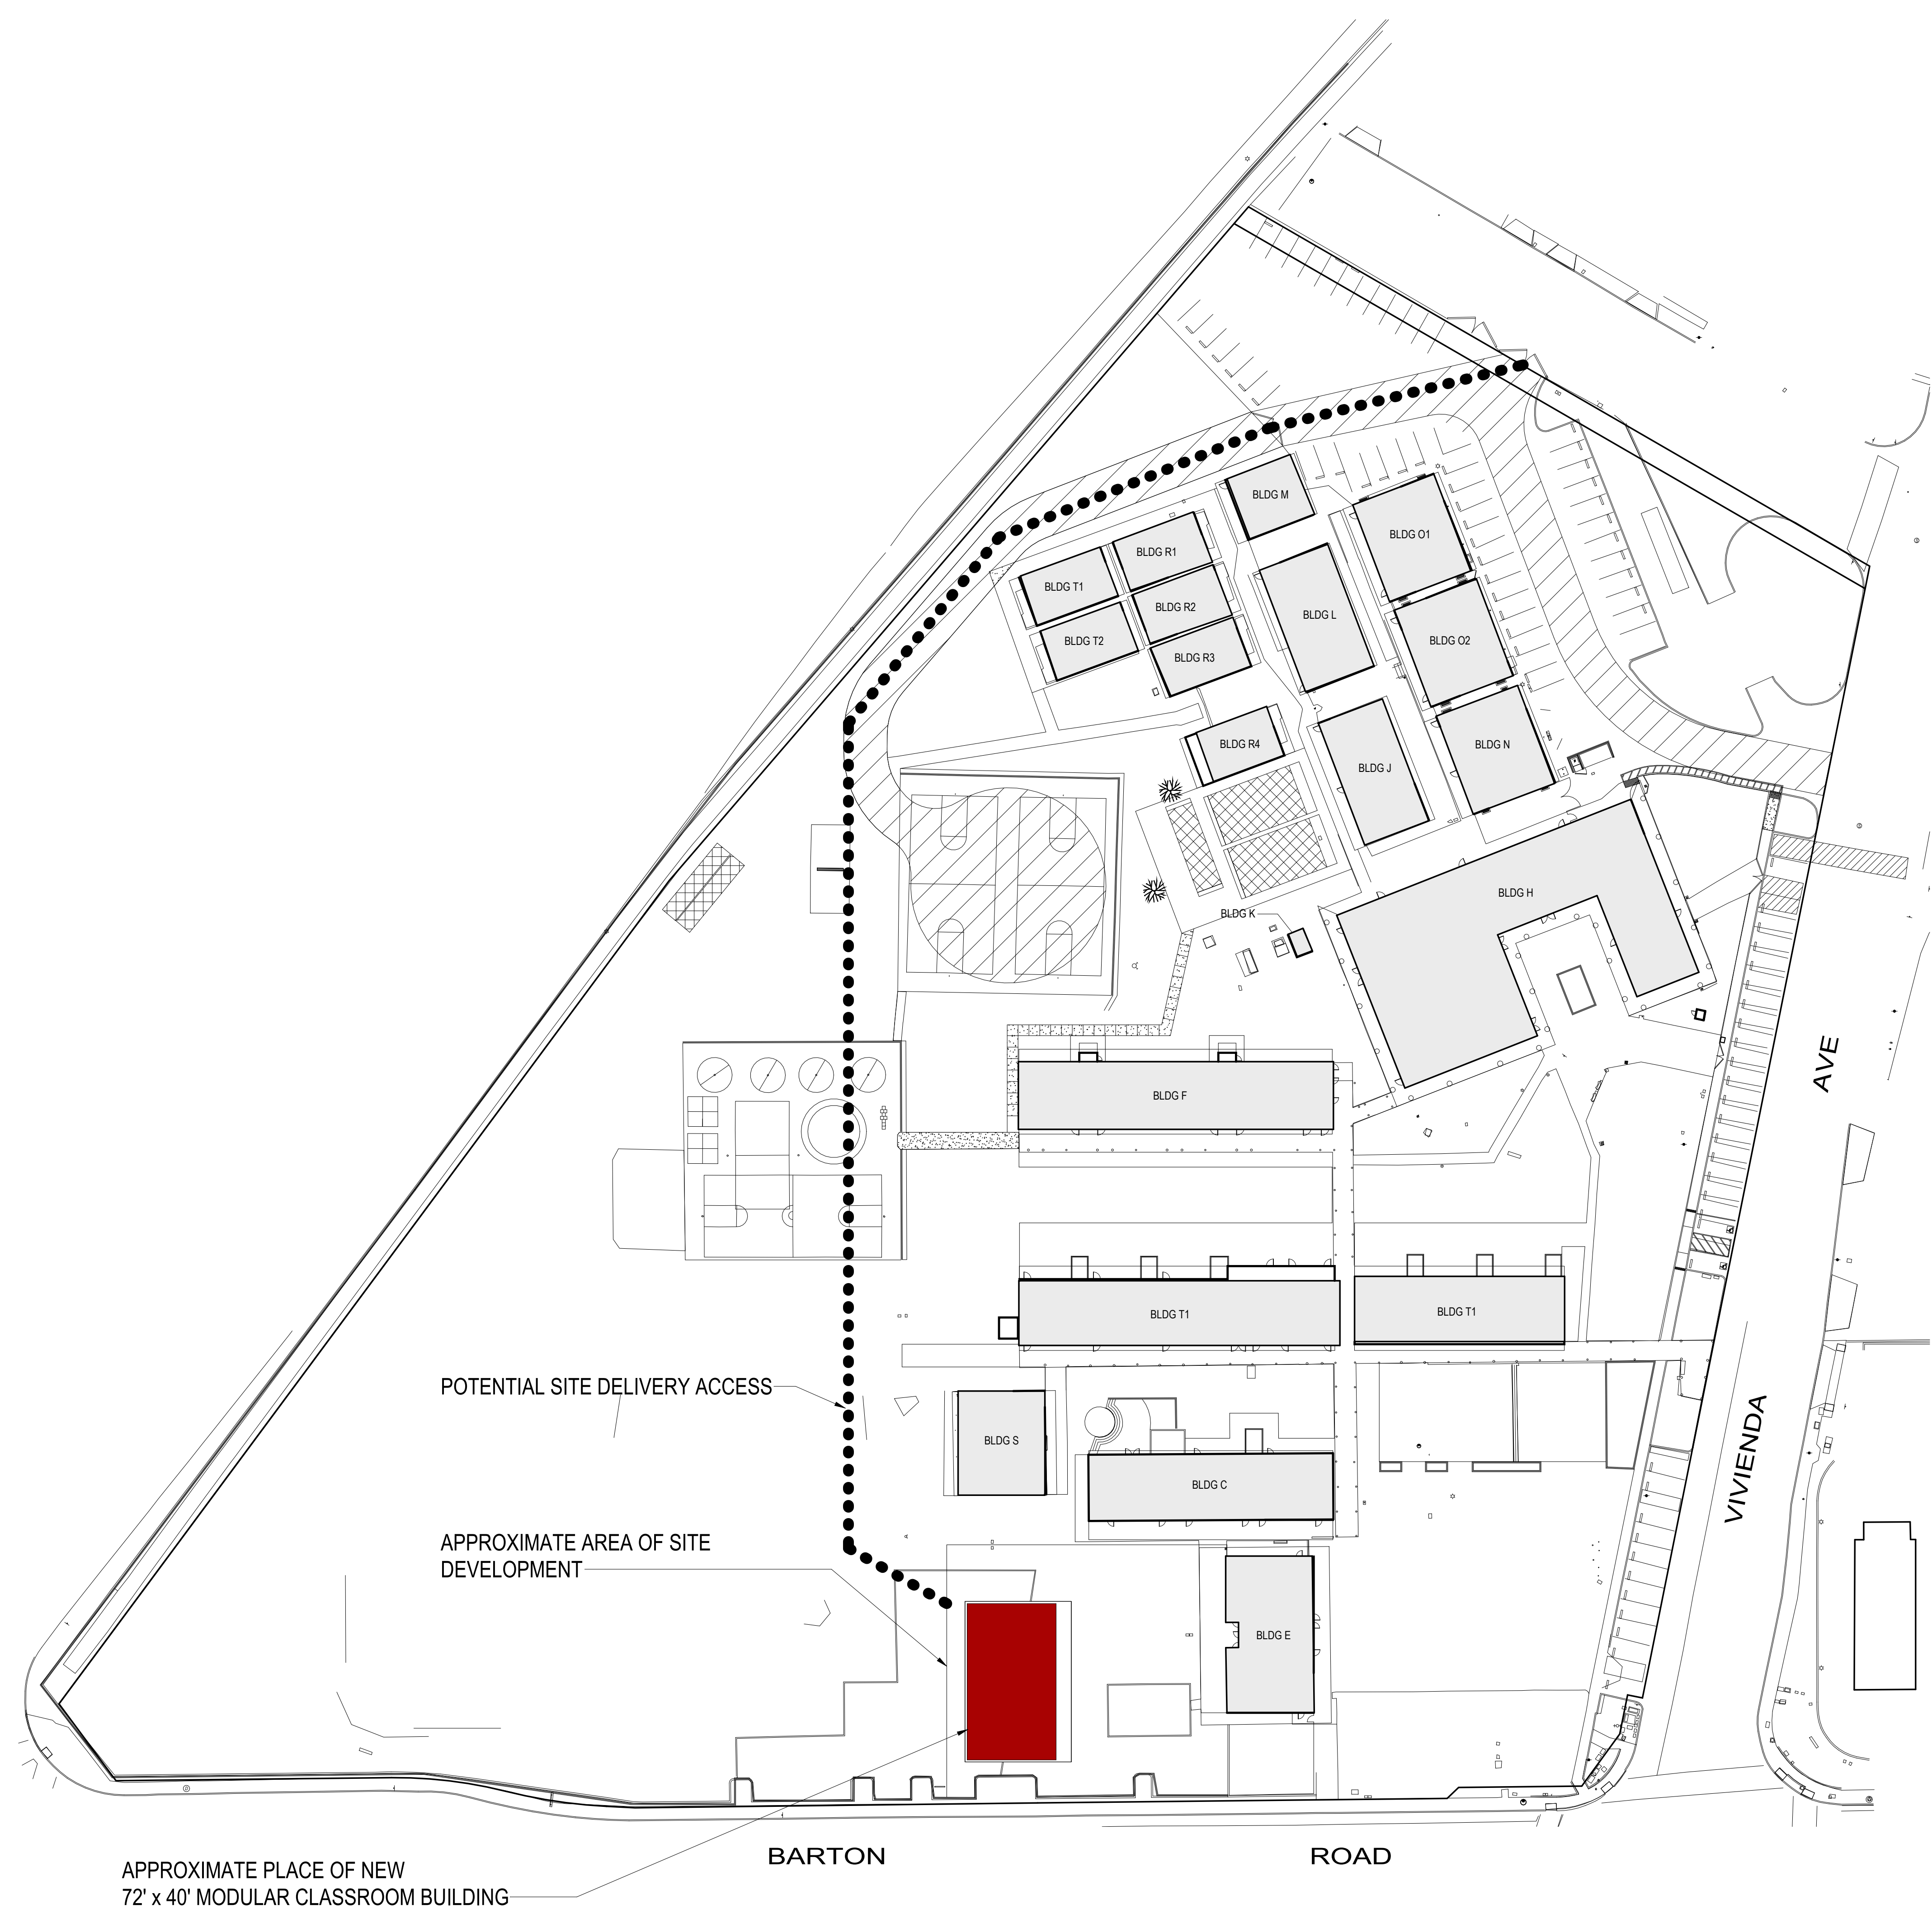 BLDG M
BLDG O1
BLDG R1
BLDG T1
BLDG R2
BLDG L
BLDG T2
BLDG O2
BLDG R3
BLDG R4
BLDG N
BLDG J
BLDG H
BLDG K
BLDG F
AVE
BLDG T1
BLDG T1
POTENTIAL SITE DELIVERY ACCESS
VIVIENDA
BLDG S
BLDG C
APPROXIMATE AREA OF SITE
DEVELOPMENT
BLDG E
BARTON ROAD
APPROXIMATE PLACE OF NEW
72' x 40' MODULAR CLASSROOM BUILDING